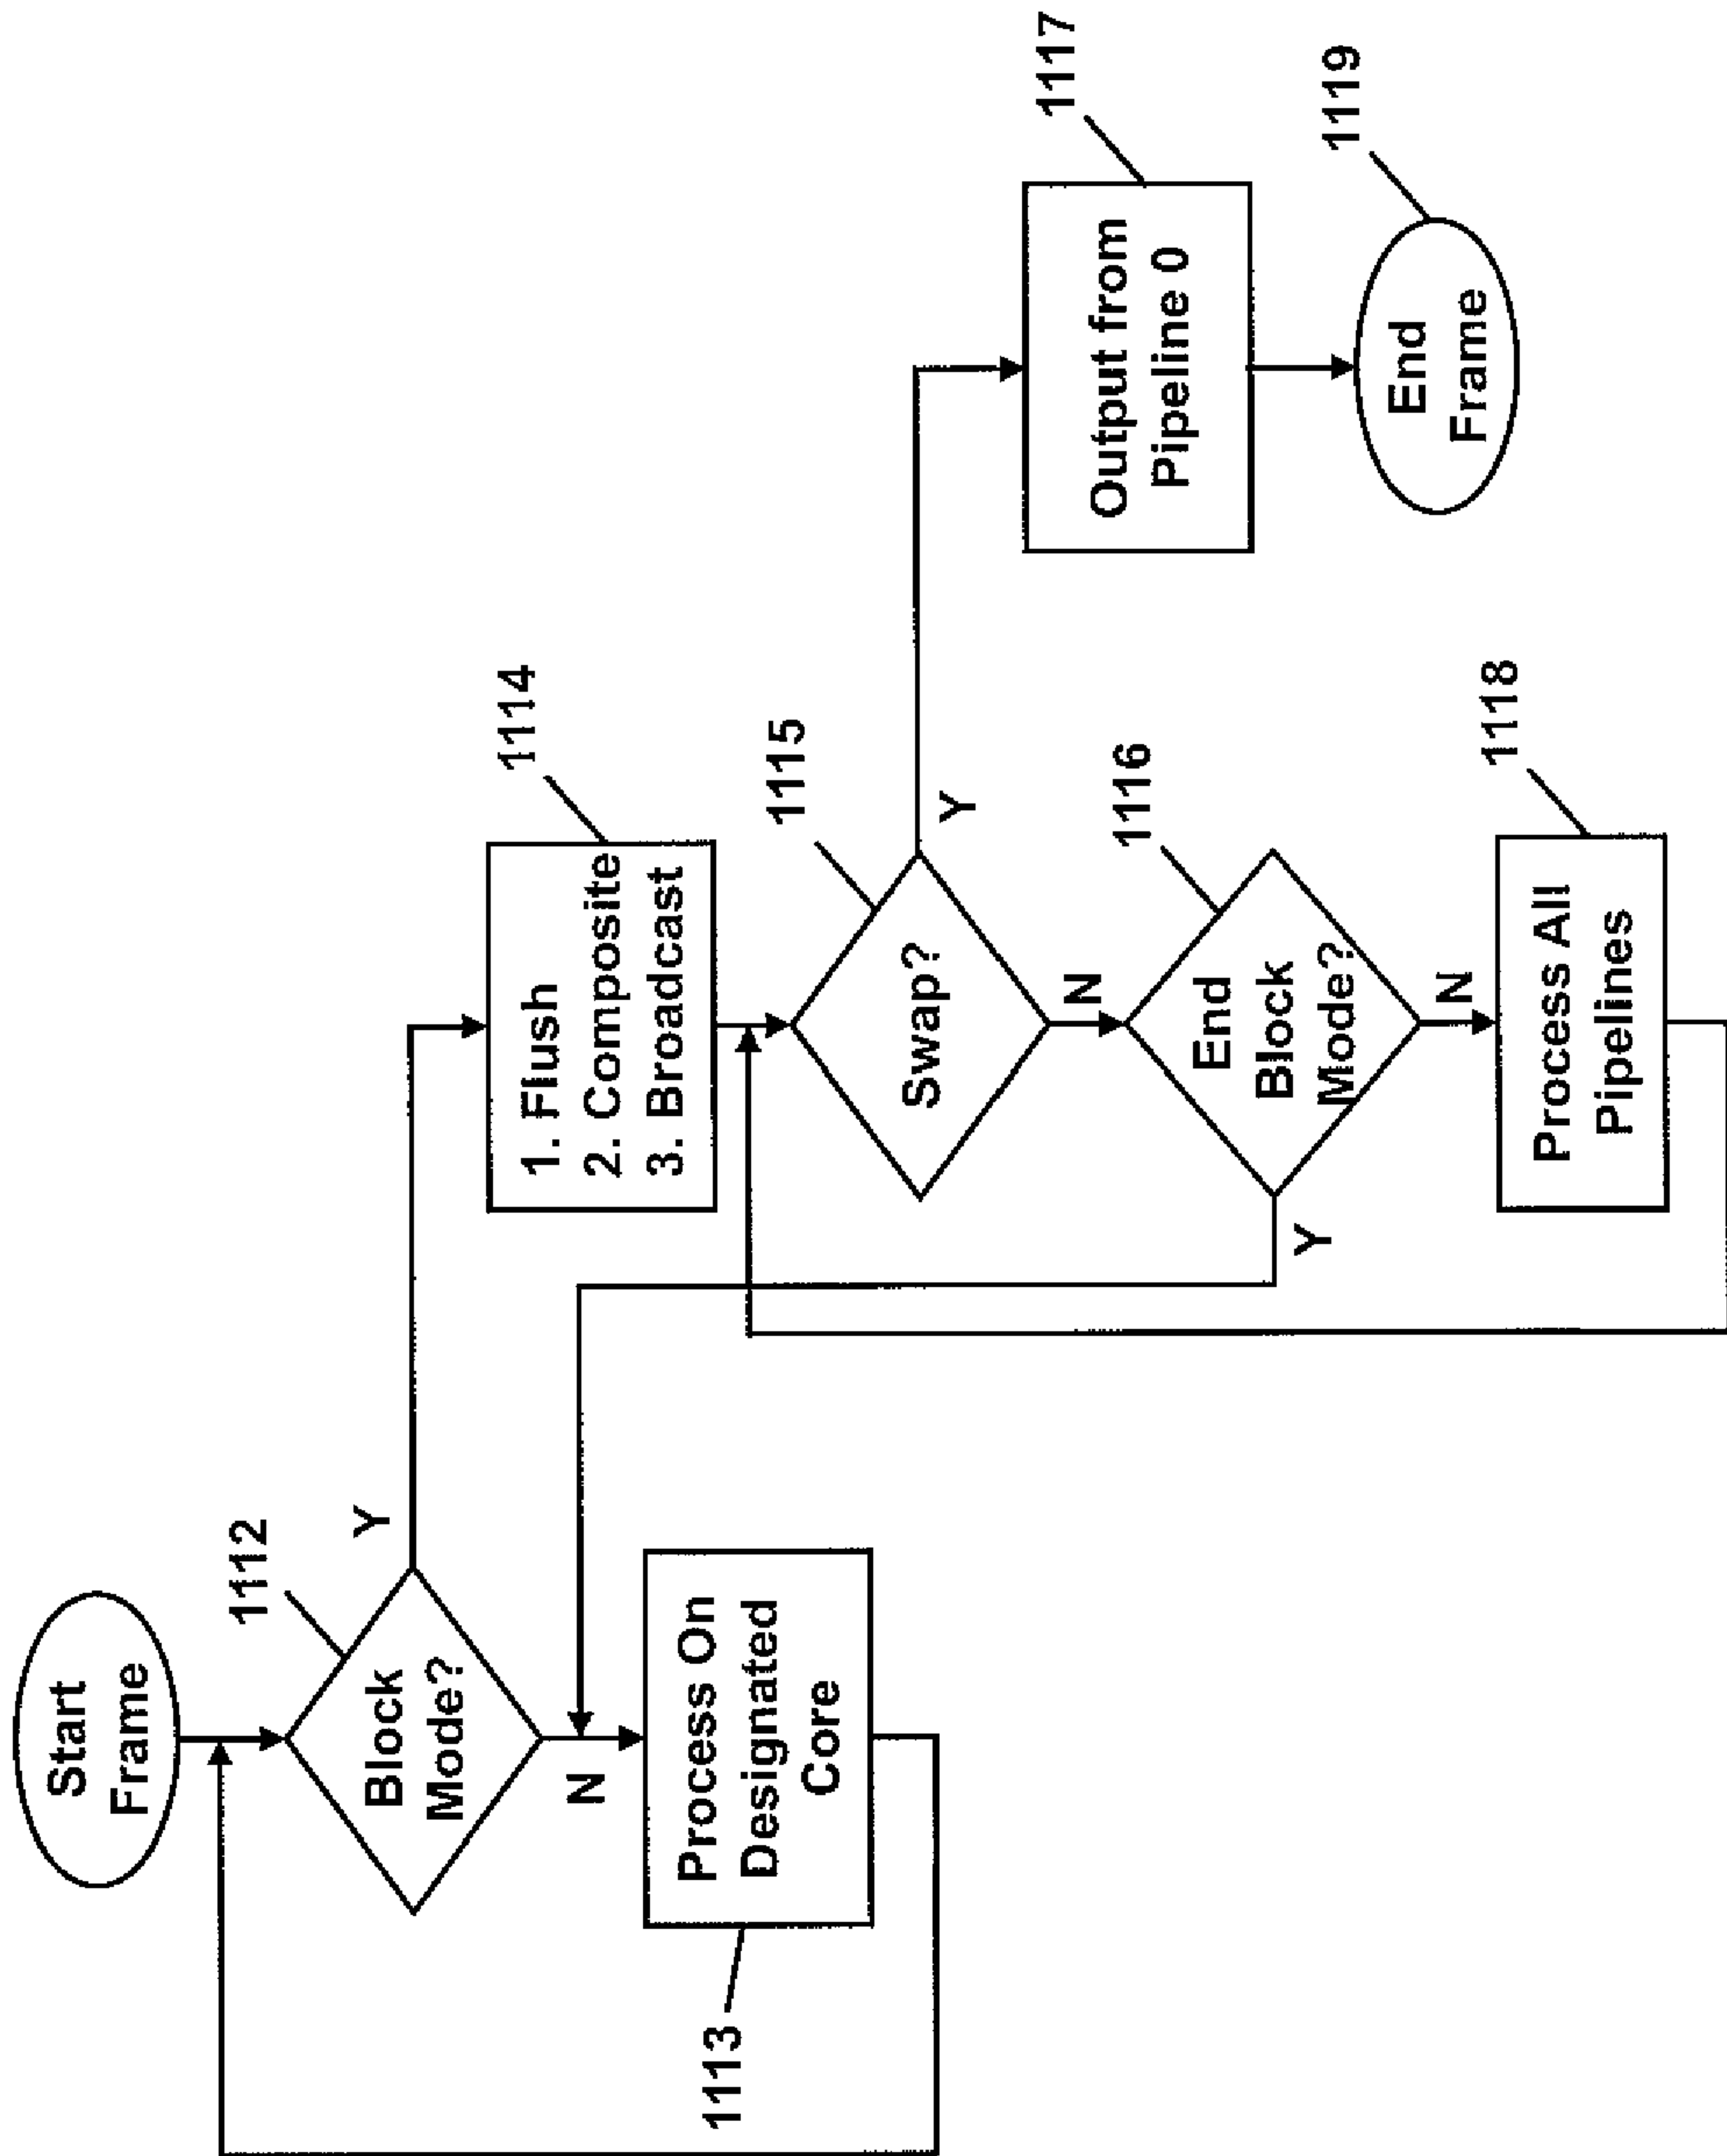 Start
Frame
1112
Block
Mode?
Y
N
Process On
Designated
Core
1113
1114
1. Flush
2. Composite
3. Broadcast
1115
Swap?
Y
N
1116
End
Block
Mode?
Y
N
1118
Process All
Pipelines
1117
Output from
Pipeline 0
1119
End
Frame